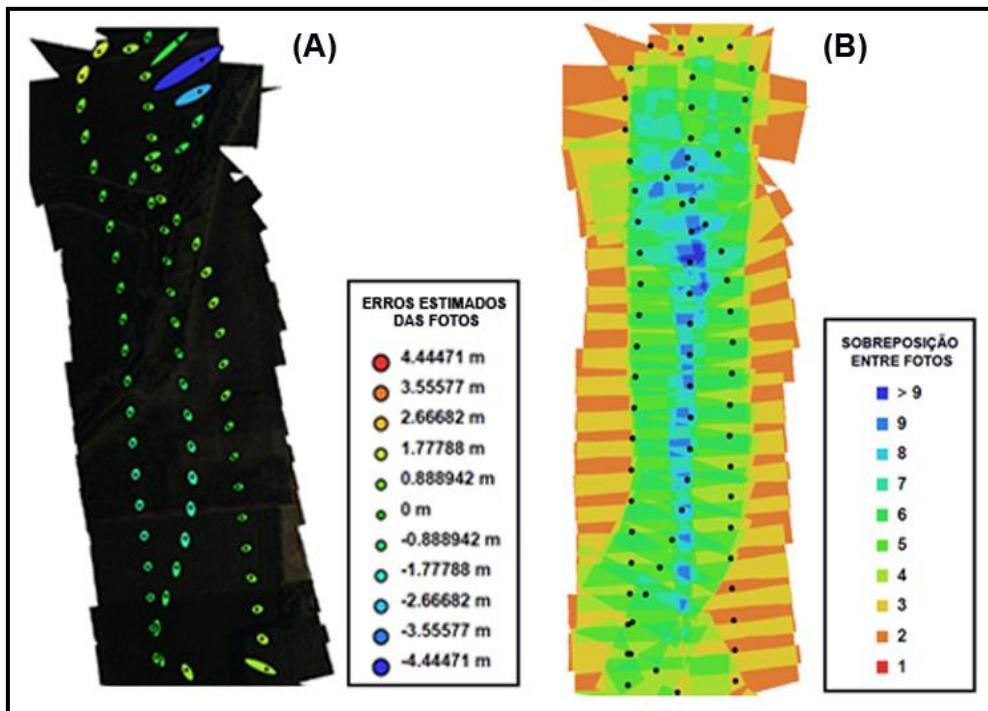 (A)
(B)
ERROS ESTIMADOS
DAS FOTOS
4.44471 m
3.55577 m
2.66682 m
1.77788 m
0.888942 m
0 m
-0.888942 m
-1.77788 m
-2.66682 m
-3.55577 m
-4.44471 m
SOBREPOSIÇÃO
ENTRE FOTOS
> 9
9
8
7
6
5
4
3
2
1